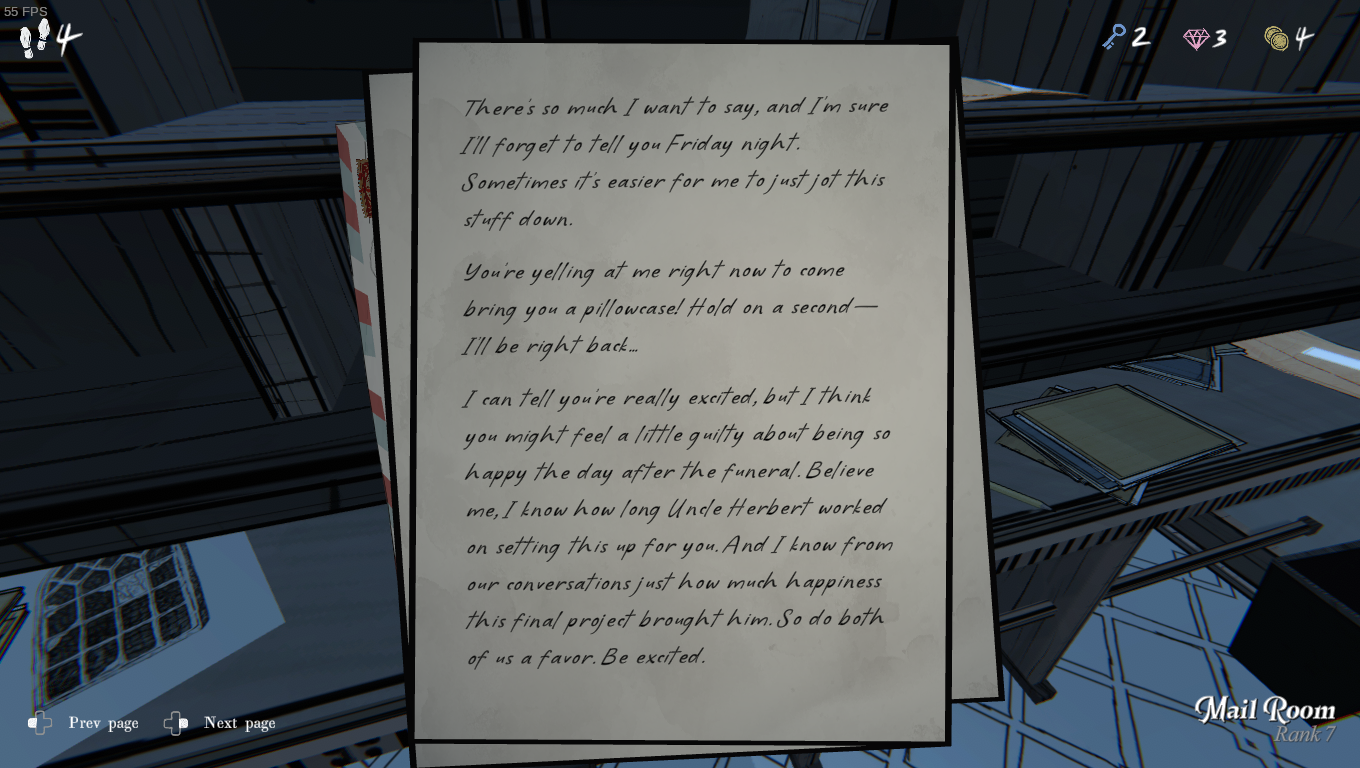 55 FPS
4
2
3
4
There's so much I want to say, and I'm sure
I'll forget to tell you Friday night.
Sometimes it's easier for me to just jot this
stuff down.
You're yelling at me right now to come
bring you a pillowcase! Hold on a second—
I'll be right back...
I can tell you're really excited, but I think
you might feel a little guilty about being so
happy the day after the funeral. Believe
me, I know how long Uncle Herbert worked
on setting this up for you. And I know from
our conversations just how much happiness
this final project brought him. So do both
of us a favor. Be excited.
Prev page
Next page
Mail Room
Rank 7